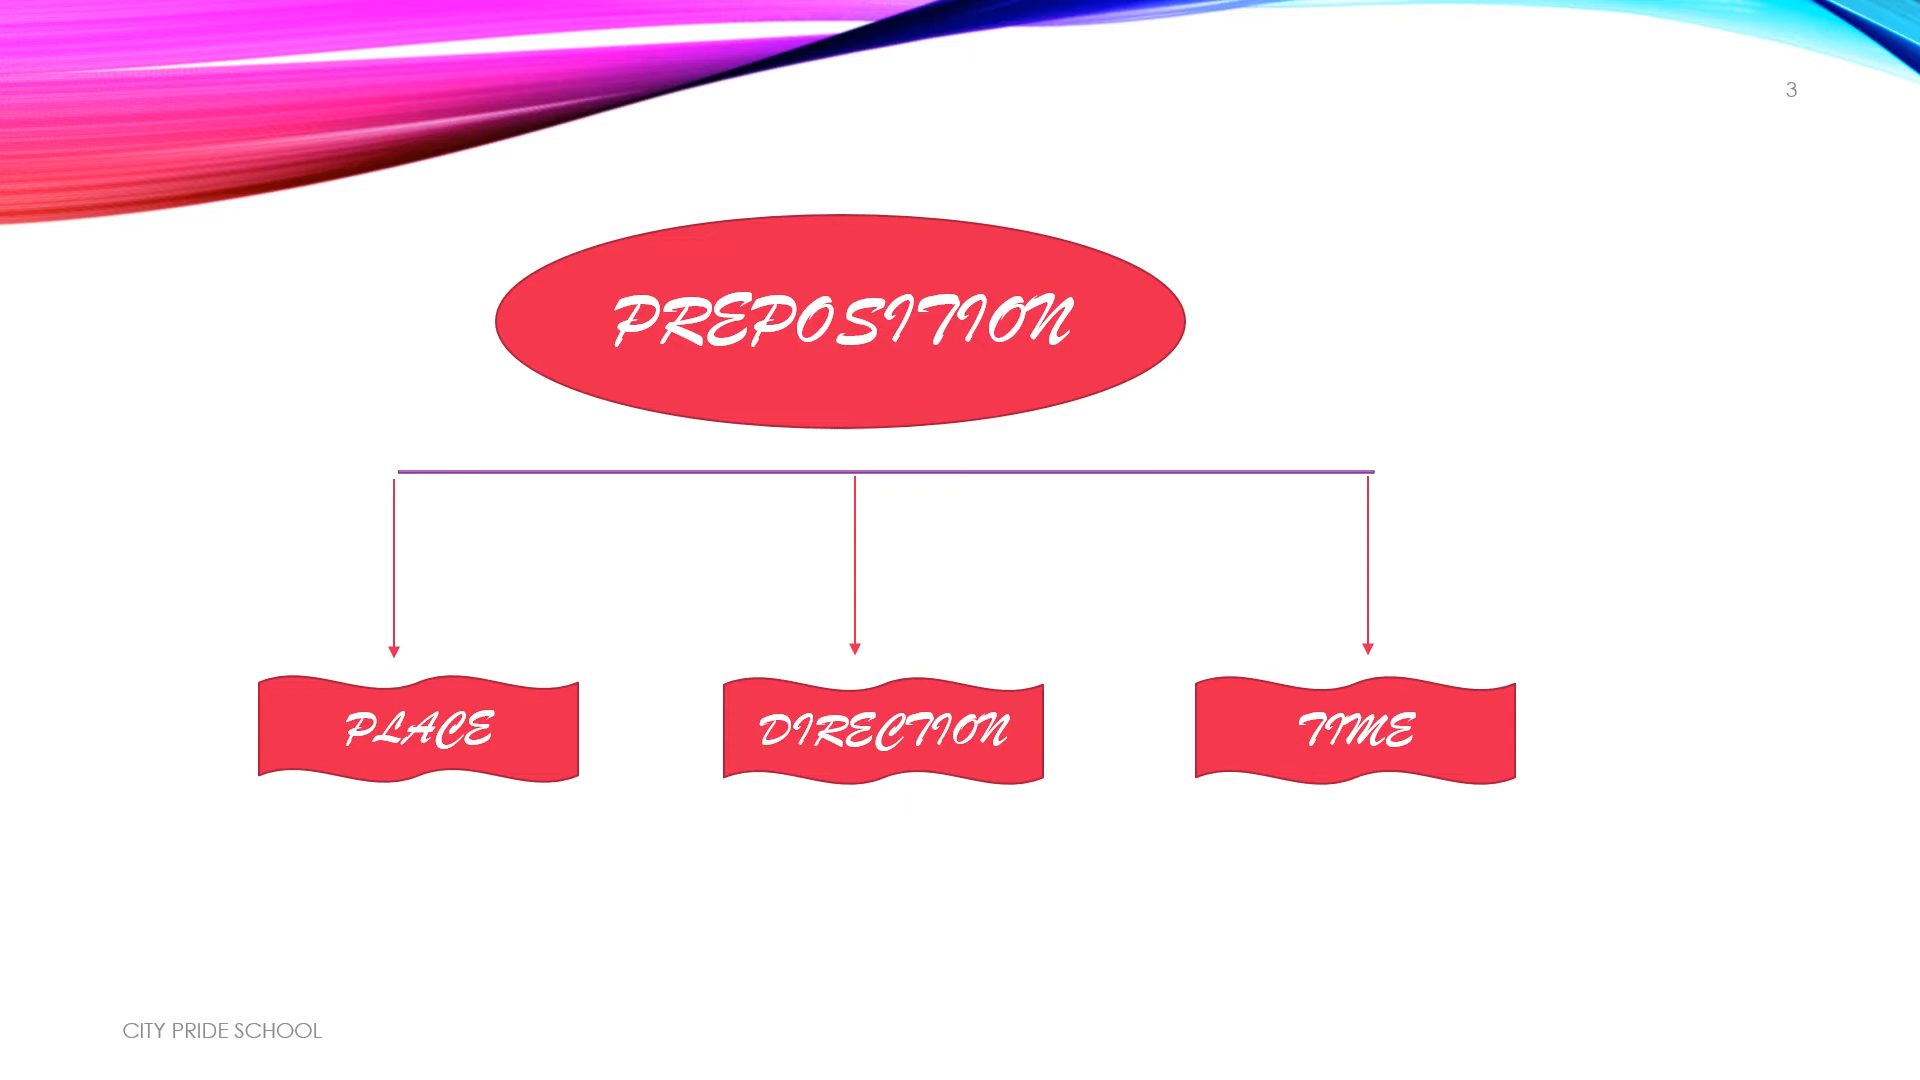 3
PREPOSITION
PLACE
DIRECTION
TIME
CITY PRIDE SCHOOL